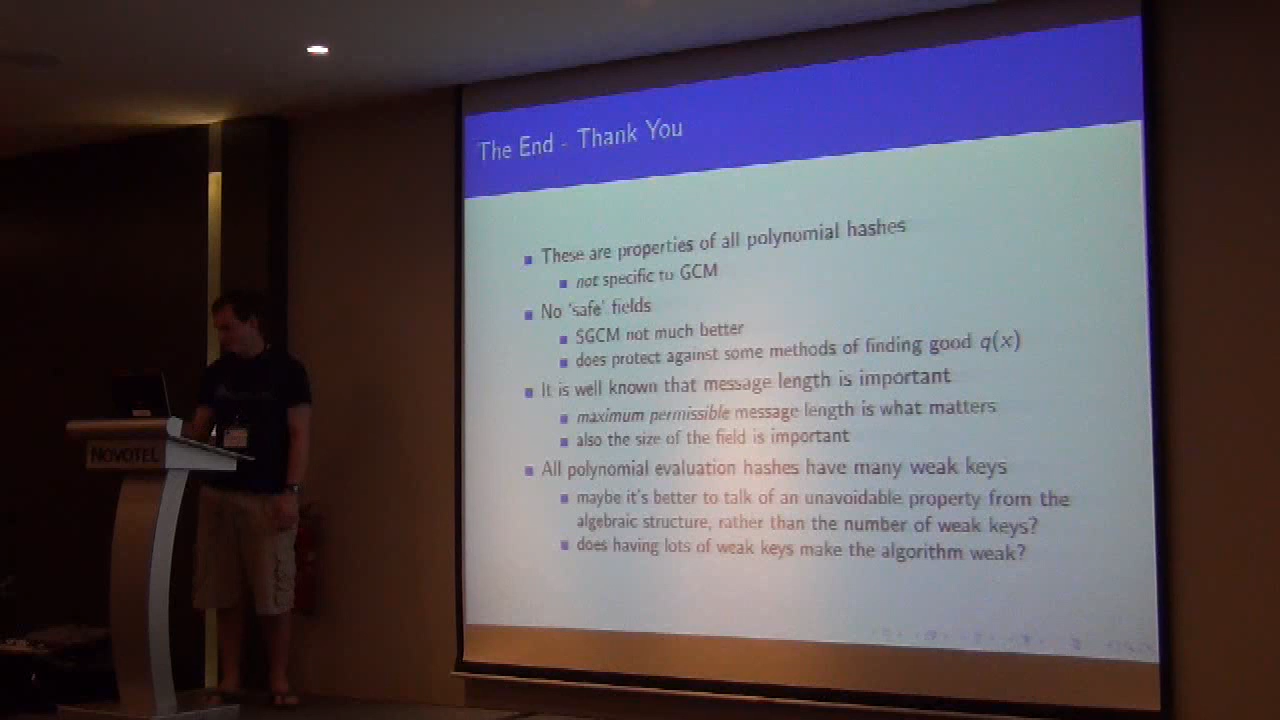 The End - Thank You
These are properties of all polynomial hashes
not specific to GCM
No 'safe' fields
SGCM not much better
does protect against some methods of finding good q(x)
It is well known that message length is important
maximum permissible message length is what matters
also the size of the field is important
All polynomial evaluation hashes have many weak keys
maybe it's better to talk of an unavoidable property from the
algebraic structure, rather than the number of weak keys?
does having lots of weak keys make the algorithm weak?
NOVOTEL